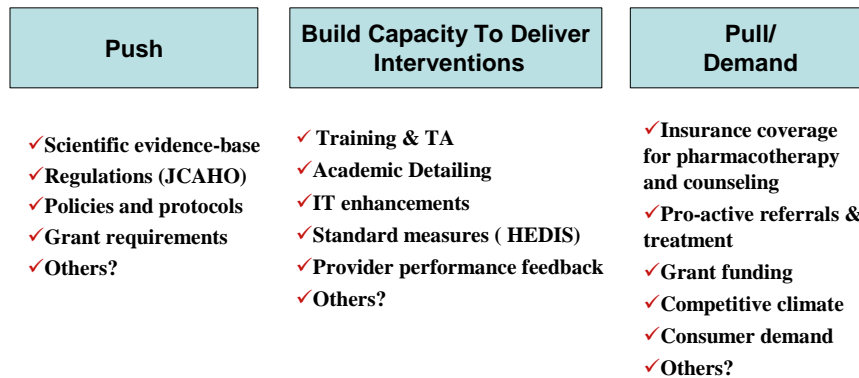 Push
✓Scientific evidence-base
✓Regulations (JCAHO)
✓Policies and protocols
✓Grant requirements
✓Others?
Build Capacity To Deliver
Interventions
✓ Training & TA
✓Academic Detailing
✓IT enhancements
✓Standard measures ( HEDIS)
✓Provider performance feedback
✓Others?
Pull/
Demand
✓Insurance coverage
for pharmacotherapy
and counseling
✓Pro-active referrals &
treatment
✓Grant funding
✓Competitive climate
✓Consumer demand
✓Others?